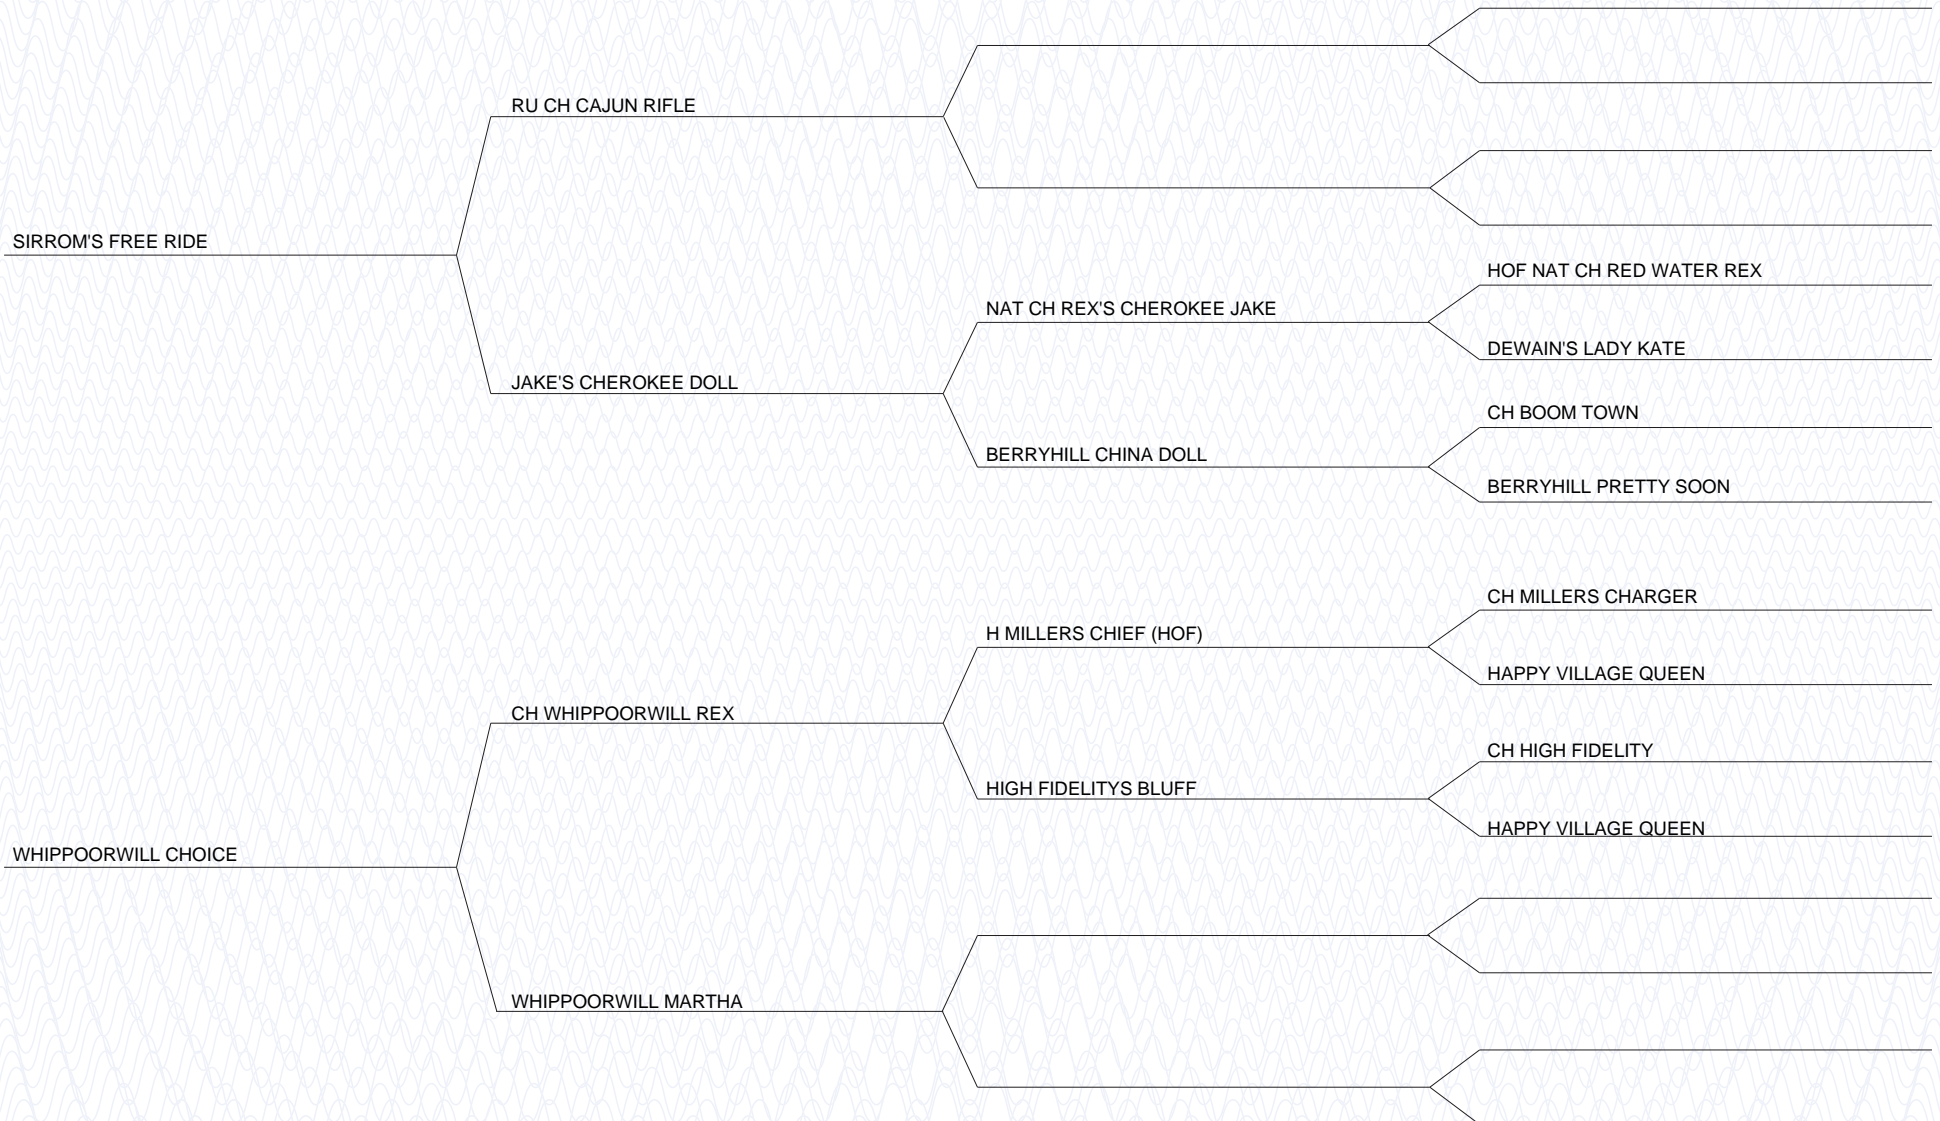 RU CH CAJUN RIFLE
SIRROM'S FREE RIDE
HOF NAT CH RED WATER REX
NAT CH REX'S CHEROKEE JAKE
DEWAIN'S LADY KATE
JAKE'S CHEROKEE DOLL
CH BOOM TOWN
BERRYHILL CHINA DOLL
BERRYHILL PRETTY SOON
CH MILLERS CHARGER
H MILLERS CHIEF (HOF)
HAPPY VILLAGE QUEEN
CH WHIPPOORWILL REX
CH HIGH FIDELITY
HIGH FIDELITYS BLUFF
HAPPY VILLAGE QUEEN
WHIPPOORWILL CHOICE
WHIPPOORWILL MARTHA